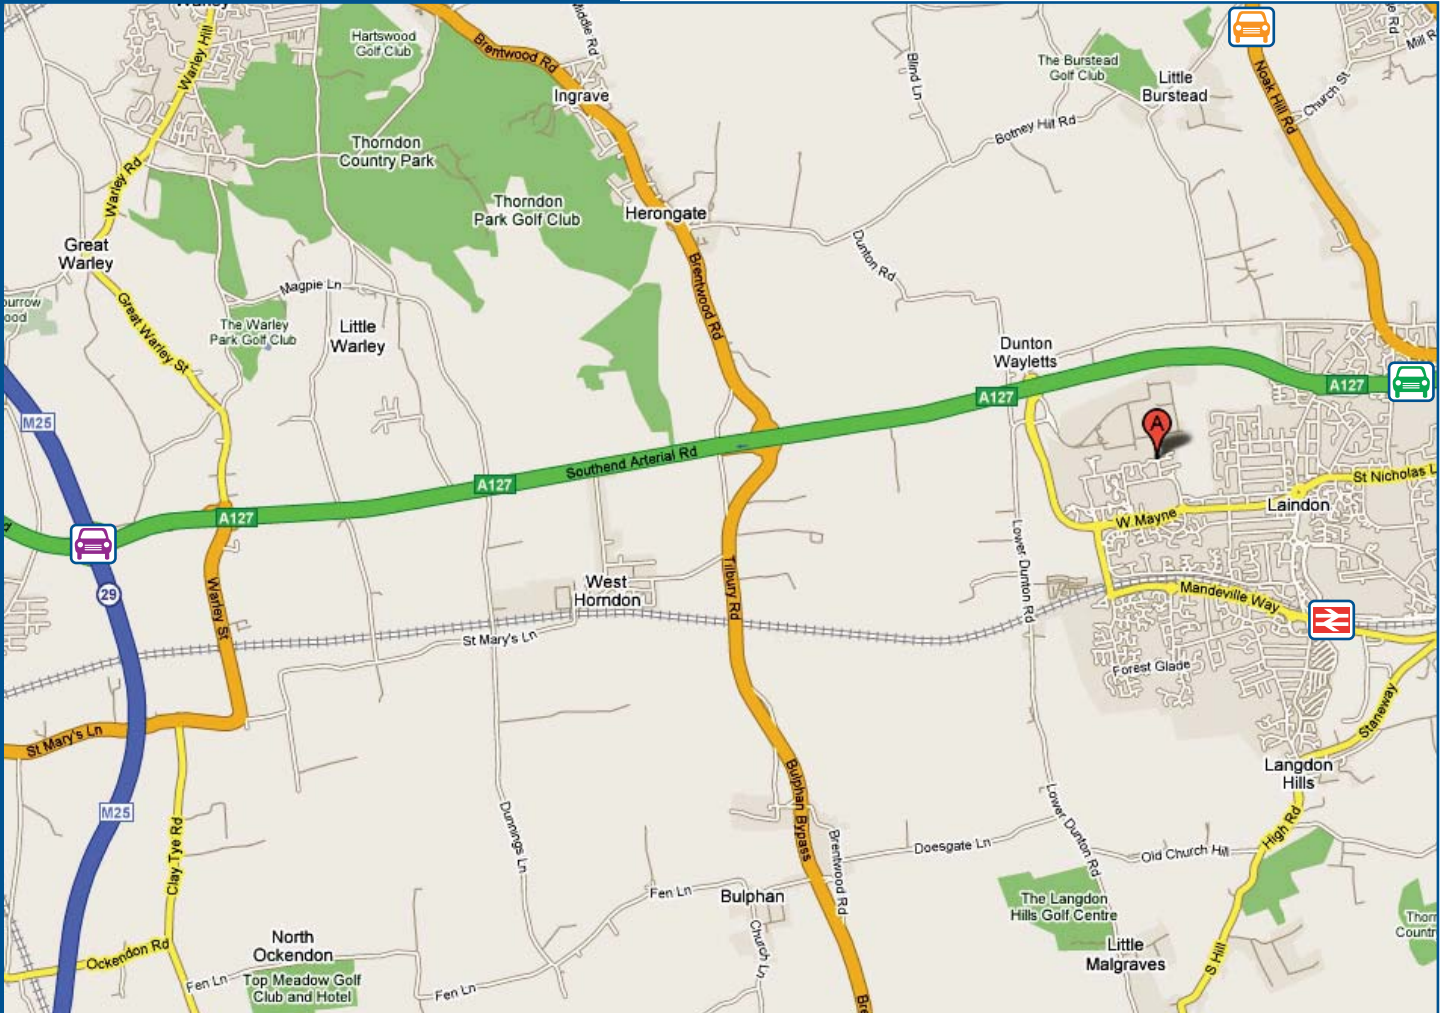 Warley
Warley Hill
Hartswood
Golf Club
Brentwood Rd
Middle Rd
Ingrave
Blind Ln
The Burstead
Golf Club
Little
Burstead
Noak Hill Rd
Church St
Mill R
Thorndon
Country Park
Botney Hill Rd
Warley Rd
Thorndon
Park Golf Club
Herongate
Great
Warley
Dunton Rd
Magpie Ln
Brentwood Rd
Great Warley St
The Warley
Park Golf Club
Little
Warley
Dunton
Wayletts
A127
A127
M25
A
Southend Arterial Rd
A127
St Nicholas L
Laindon
A127
W Mayne
Lower Dunton Rd
29
Warley St
West
Horndon
Tilbury Rd
Mandeville Way
St Mary's Ln
Forest Glade
Staneway
St Mary's Ln
Langdon
Hills
M25
Bulphan Bypass
Lower Dunton Rd
High Rd
Dunnings Ln
Clay Tye Rd
Brentwood Rd
Doesgate Ln
Old Church Hill
Fen Ln
Bulphan
The Langdon
Hills Golf Centre
Thorn
Countr
North
Ockendon
Ockendon Rd
Church Ln
Little
Malgraves
S Hill
Top Meadow Golf
Club and Hotel
Fen Ln
Fen Ln
Bre